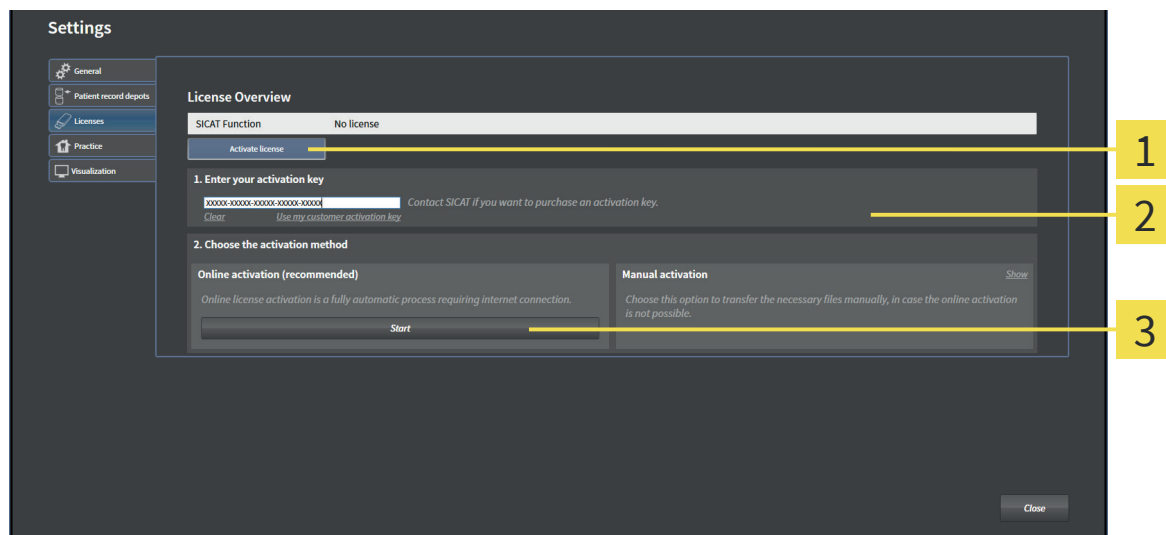 Settings
General
Patient record depots
Licenses
Practice
Visualization
License Overview
SICAT Function No license
Activate license
1
1. Enter your activation key
xxxxx-xxxxx-xxxxx-xxxxx-xxxxx Contact SICAT if you want to purchase an activation key.
Clear Use my customer activation key
2
2. Choose the activation method
Online activation (recommended)
Online license activation is a fully automatic process requiring internet connection.
Start
Manual activation Show
Choose this option to transfer the necessary files manually, in case the online activation
is not possible.
3
Close